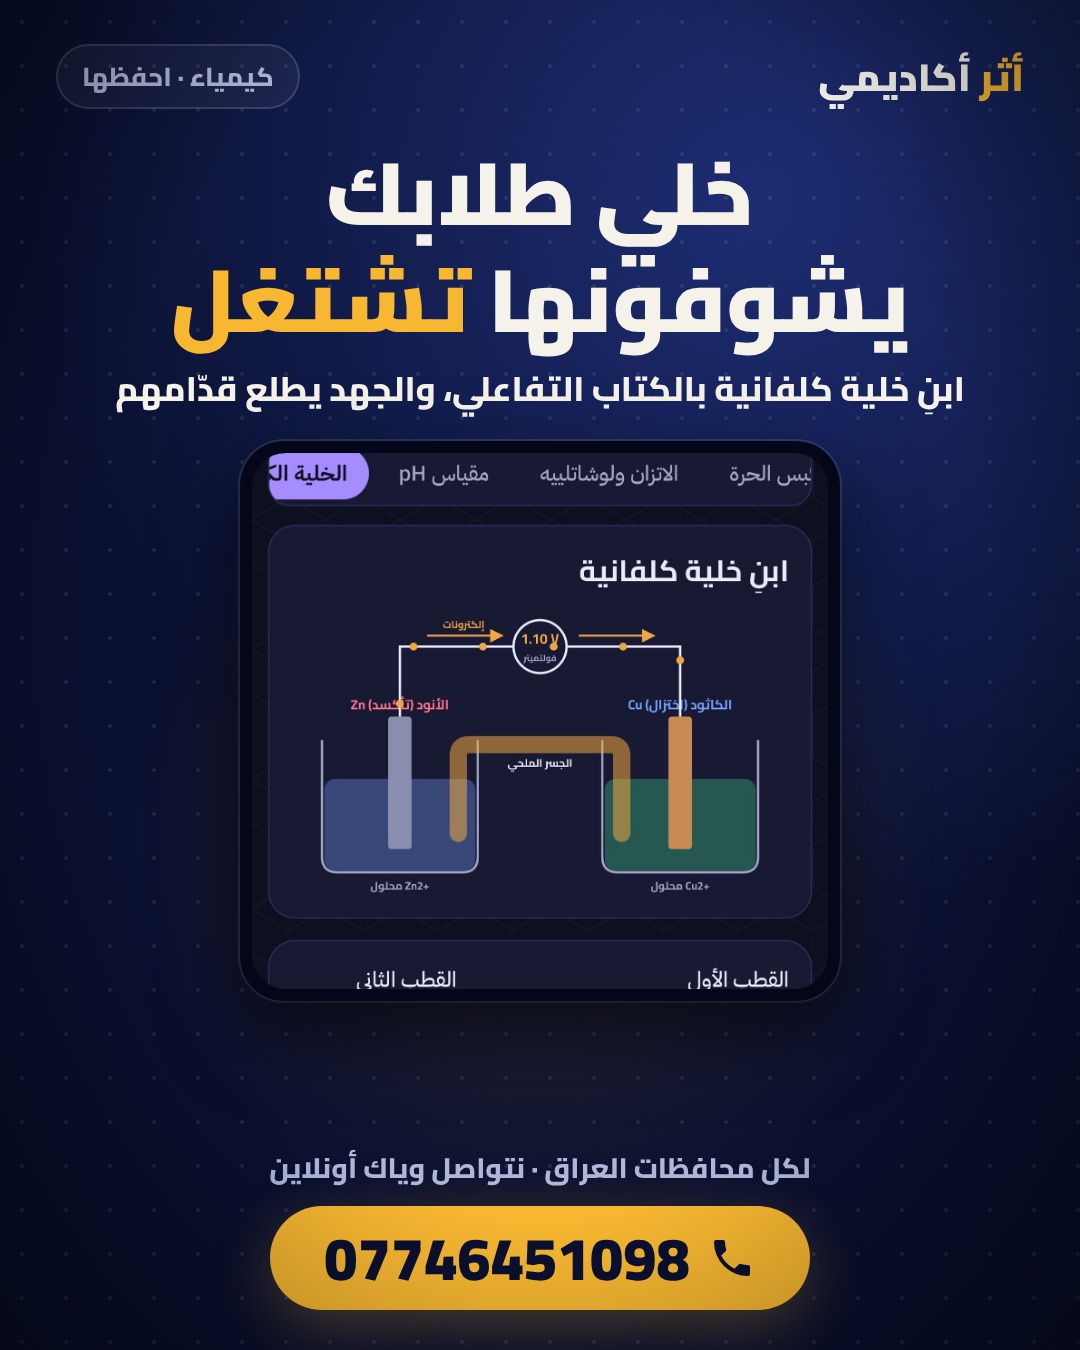 أثر أكاديمي
كيمياء · احفظها
خلي طلابك
يشوفونها تشتغل
ابنِ خلية كلفانية بالكتاب التفاعلي، والجهد يطلع قدّامهم
الحرة
الاتزان ولوشاتلييه
مقياس pH
الخلية
ابنِ خلية كلفانية
إلكترونات
1.10 V
فولتميتر
الكاثود (اختزال) Cu
الأنود (تأكسد) Zn
الجسر الملحي
محلول Cu2+
محلول Zn2+
القطب الأول
القطب الثاني
لكل محافظات العراق · نتواصل وياك أونلاين
07746451098